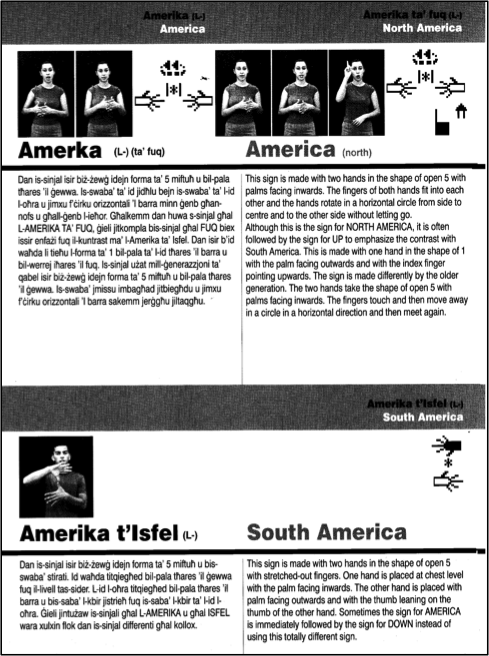 Amerika (L-)
America
Amerika ta' fuq (L-)
North America
Amerka (L-) (ta' fuq)
America (north)
Dan is-sinjal isir biż-żewġ idejn forma ta' 5 miftuħ u bil-pala
tħares 'il ġewwa. Is-swaba' ta' id jidħlu bejn is-swaba' ta' l-id
l-oħra u jimxu f'ċirku orizzontali 'l barra minn ġenb għan-
nofs u għall-ġenb l-ieħor. Għalkemm dan huwa s-sinjal għal
L-AMERIKA TA' FUQ, ġieli jitkompla bis-sinjal għal FUQ biex
issir enfażi fuq il-kuntrast ma' l-Amerika ta' Isfel. Dan isir b'id
waħda li tieħu l-forma ta' 1 bil-pala ta' l-id tħares 'il barra u
bil-werrej iħares 'il fuq. Is-sinjal użat mill-ġenerazzjoni ta'
qabel isir biż-żewġ idejn forma ta' 5 miftuħ u bil-pala tħares
'il ġewwa. Is-swaba' jmissu imbagħad jitbiegħdu u jimxu
f'ċirku orizzontali 'l barra sakemm jerġgħu jiltaqgħu.
This sign is made with two hands in the shape of open 5 with
palms facing inwards. The fingers of both hands fit into each
other and the hands rotate in a horizontal circle from side to
centre and to the other side without letting go.
Although this is the sign for NORTH AMERICA, it is often
followed by the sign for UP to emphasize the contrast with
South America. This is made with one hand in the shape of 1
with the palm facing outwards and with the index finger
pointing upwards. The sign is made differently by the older
generation. The two hands take the shape of open 5 with
palms facing inwards. The fingers touch and then move away
in a circle in a horizontal direction and then meet again.
Amerika t'Isfel (L-)
South America
Amerika t'Isfel (L-)
South America
Dan is-sinjal isir biż-żewġ idejn forma ta' 5 miftuħ u bis-
swaba' stirati. Id waħda titqiegħed bil-pala tħares 'il ġewwa
fuq il-livell tas-sider. L-id l-oħra titqiegħed bil-pala tħares 'il
barra u bis-saba' l-kbir jistrieħ fuq is-saba' l-kbir ta' l-id l-
oħra. Ġieli jintużaw is-sinjali għal L-AMERIKA u għal ISFEL
wara xulxin flok dan is-sinjal differenti għal kollox.
This sign is made with two hands in the shape of open 5
with stretched-out fingers. One hand is placed at chest level
with the palm facing inwards. The other hand is placed with
palm facing outwards and with the thumb leaning on the
thumb of the other hand. Sometimes the sign for AMERICA
is immediately followed by the sign for DOWN instead of
using this totally different sign.